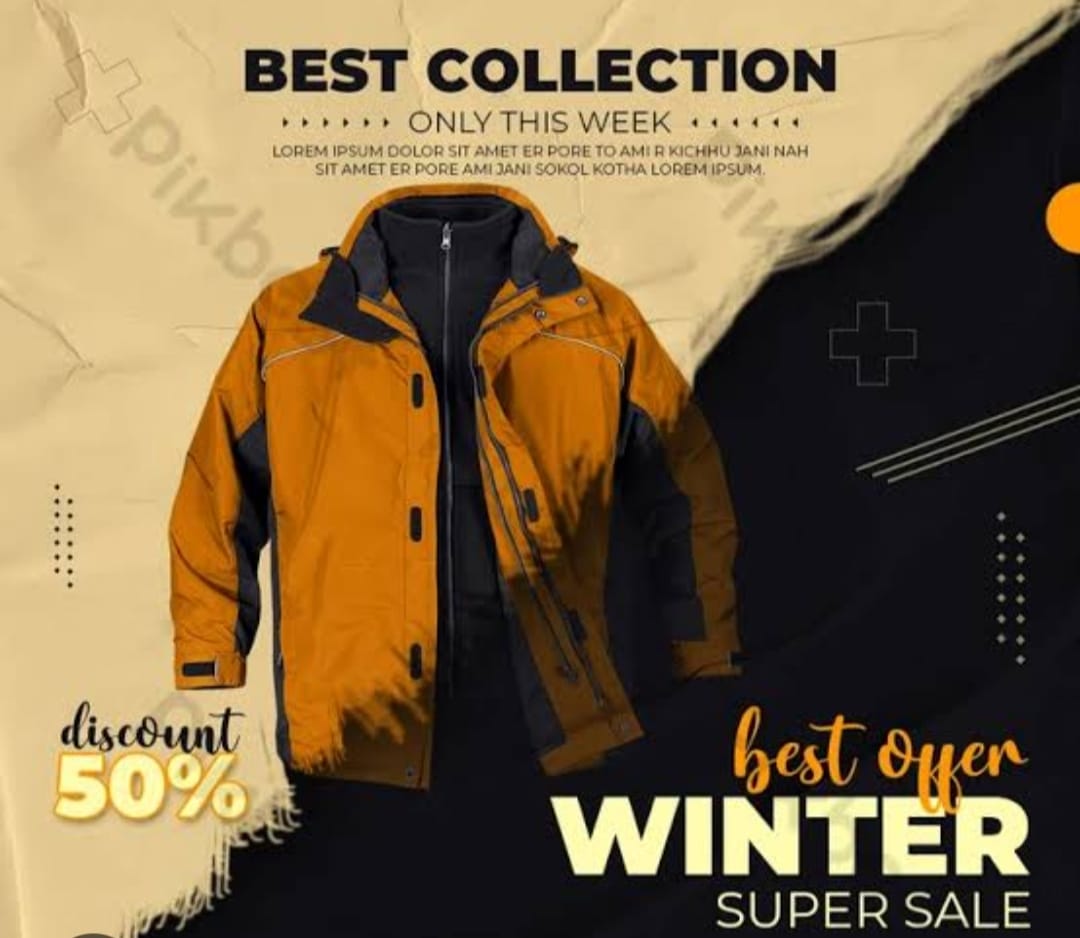 BEST COLLECTION
ONLY THIS WEEK
LOREM IPSUM DOLOR SIT AMET ER PORE TO AMI R KICHHU JANI NAH
SIT AMET ER PORE AMI JANI SOKOL KOTHA LOREM IPSUM.
discount
50%
best offer
WINTER
SUPER SALE